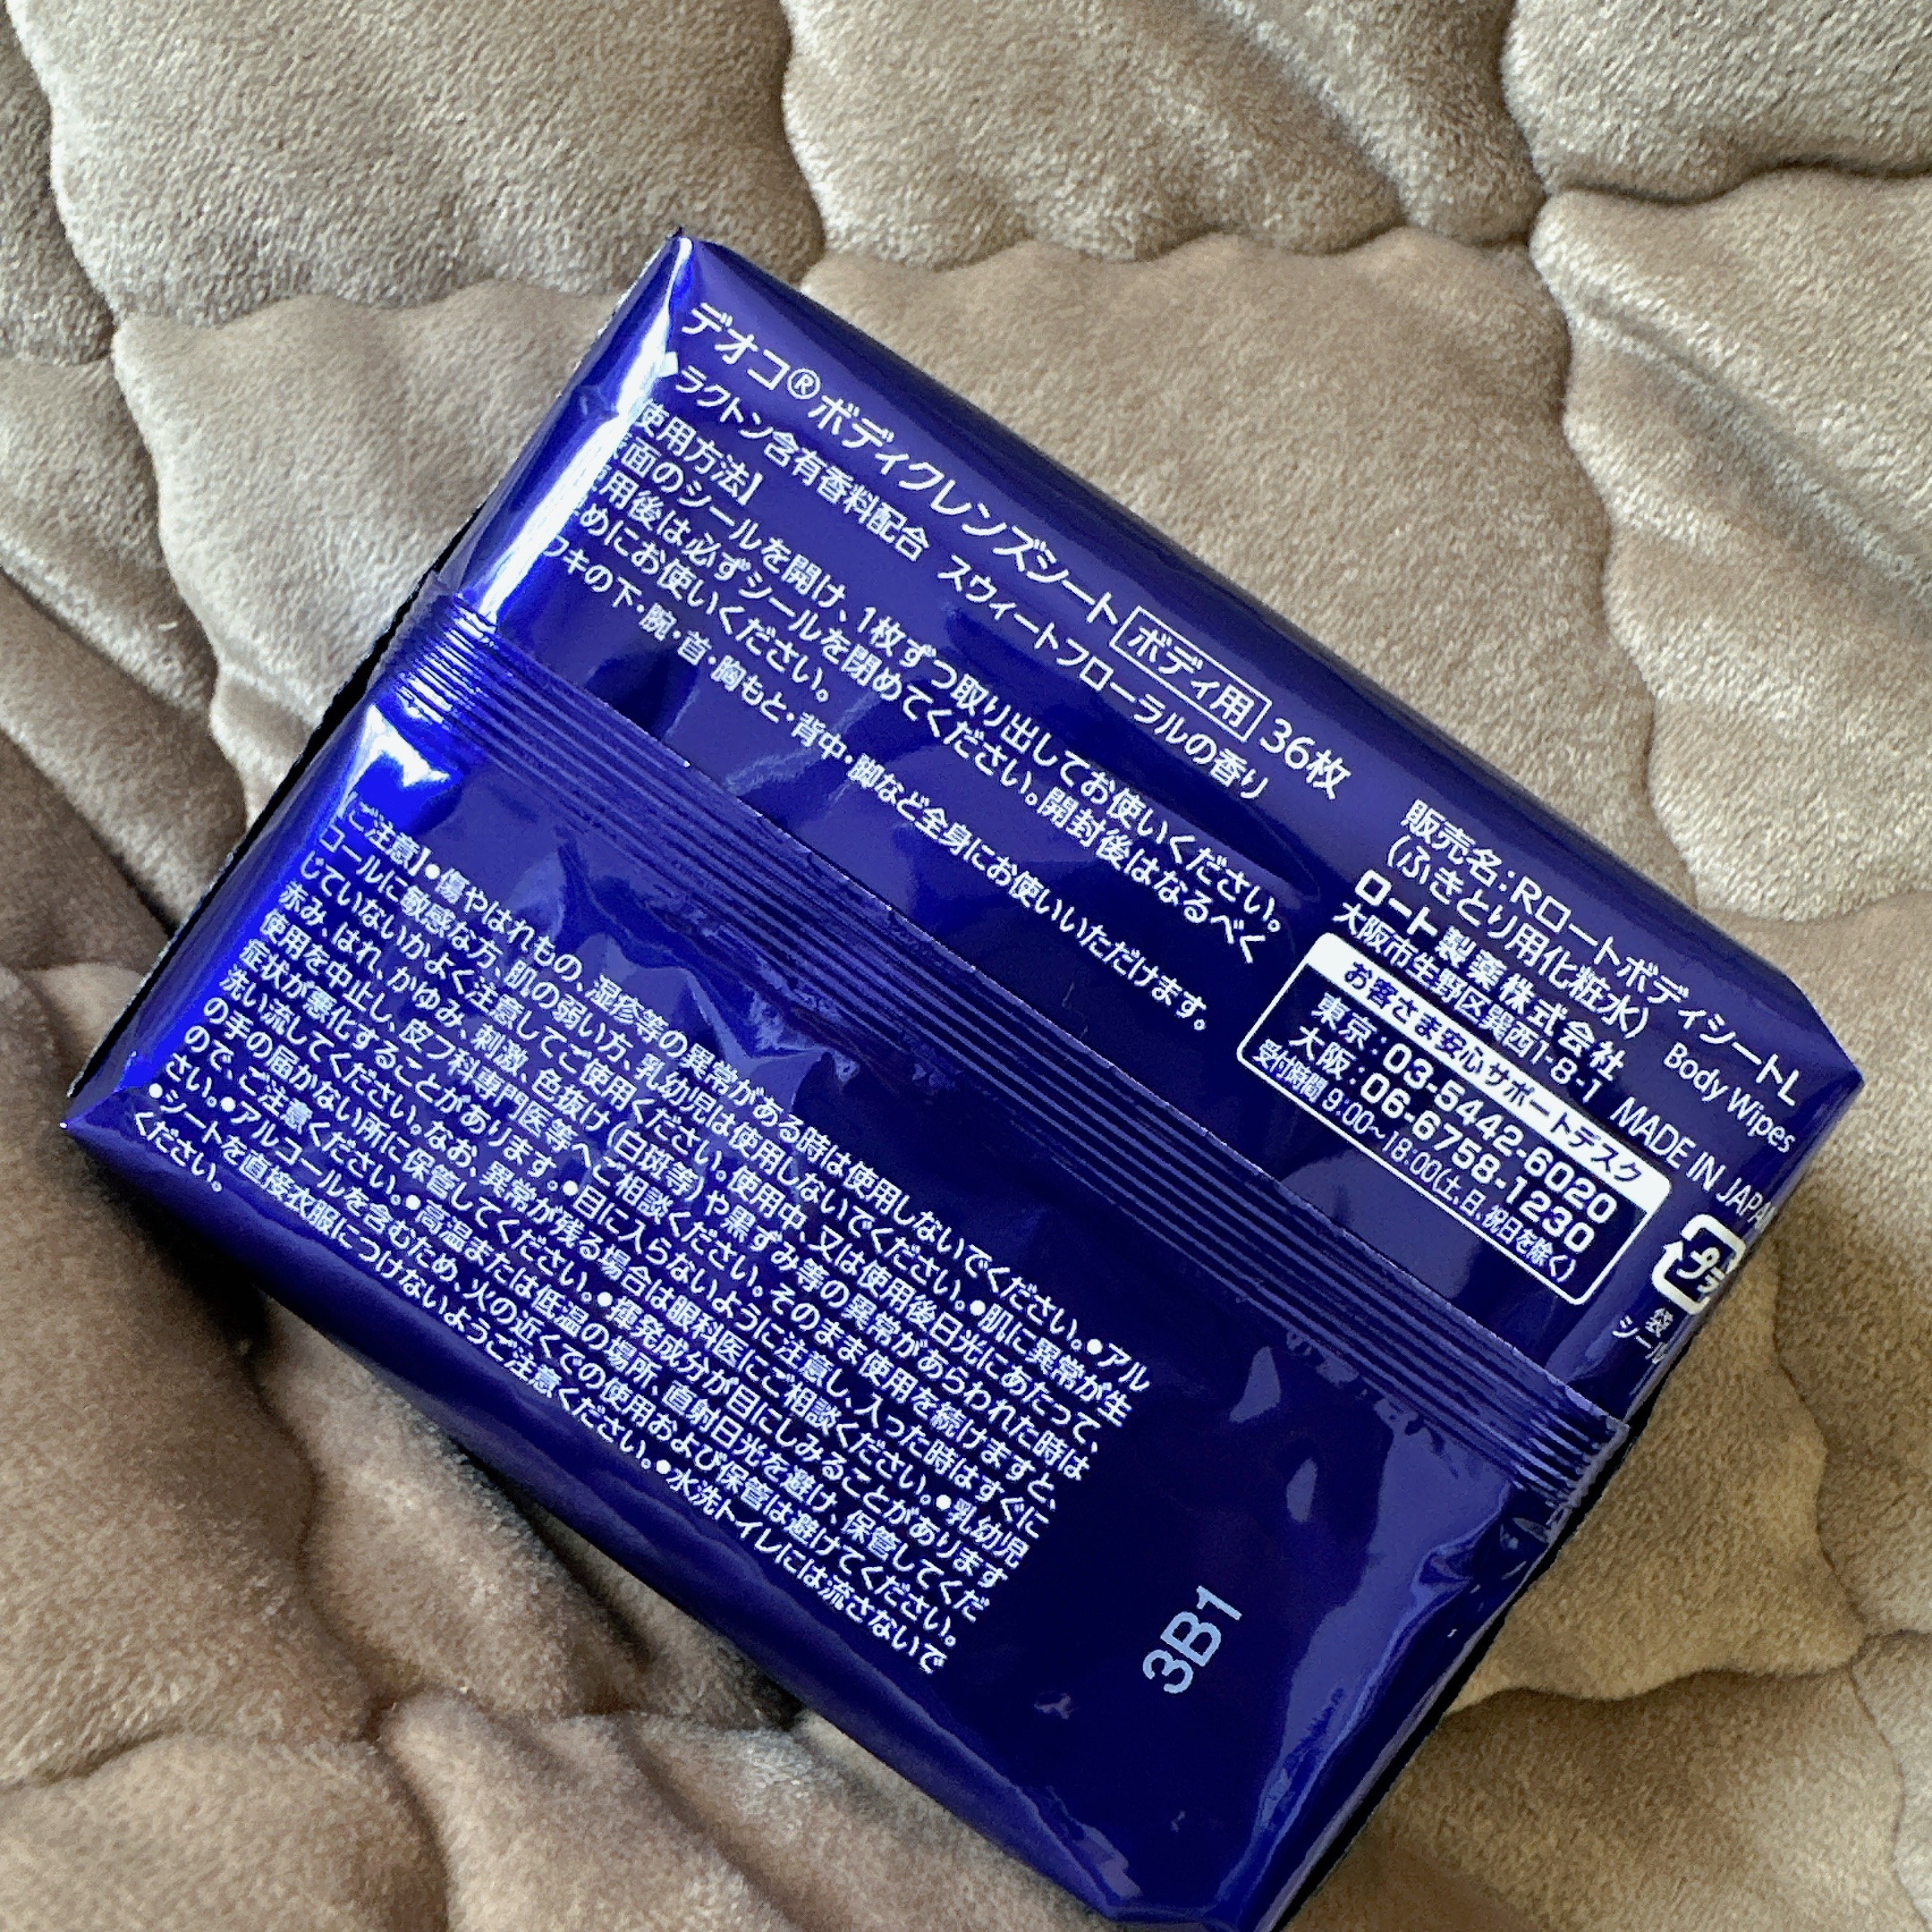 デオコ®ボディクレンズシート ボディ用 36枚
◆ラクトン含有香料配合 スウィートフローラルの香り
使用方法】
面のシールを開け、1枚ずつ取り出してお使いください。
用後は必ずシールを閉めてください。開封後はなるべく
めにお使いください。
キの下・腕・首・胸もと・背中・脚など全身にお使いいただけます。
販売名:RロートボディシートL
(ふきとり用化粧水) Body Wipes
ロート製薬株式会社
大阪市生野区巽西1-8-1 MADE IN JAPAN
お客さま安心サポートデスク
東京:03-5442-6020
大阪:06-6758-1230
受付時間 9:00~18:00(土、日、祝日を除く)
プラ
袋
シール
【ご注意】●傷やはれもの、湿疹等の異常がある時は使用しないでください。●アル
コールに敏感な方、肌の弱い方、乳幼児は使用しないでください。●肌に異常が生
じていないかよく注意してご使用ください。使用中、又は使用後日光にあたって、
赤み、はれ、かゆみ、刺激、色抜け(白斑等)や黒ずみ等の異常があらわれた時は
使用を中止し、皮フ科専門医等へご相談ください。そのまま使用を続けますと、
症状が悪化することがあります。●目に入らないように注意し、入った時はすぐに
洗い流してください。なお、異常が残る場合は眼科医にご相談ください。●乳幼児
の手の届かない所に保管してください。●揮発成分が目にしみることがあります
ので、ご注意ください。●高温または低温の場所、直射日光を避け、保管してくだ
さい。●アルコールを含むため、火の近くでの使用および保管は避けてください。
●シートを直接衣服につけないようご注意ください。●水洗トイレには流さないで
ください。
3B1